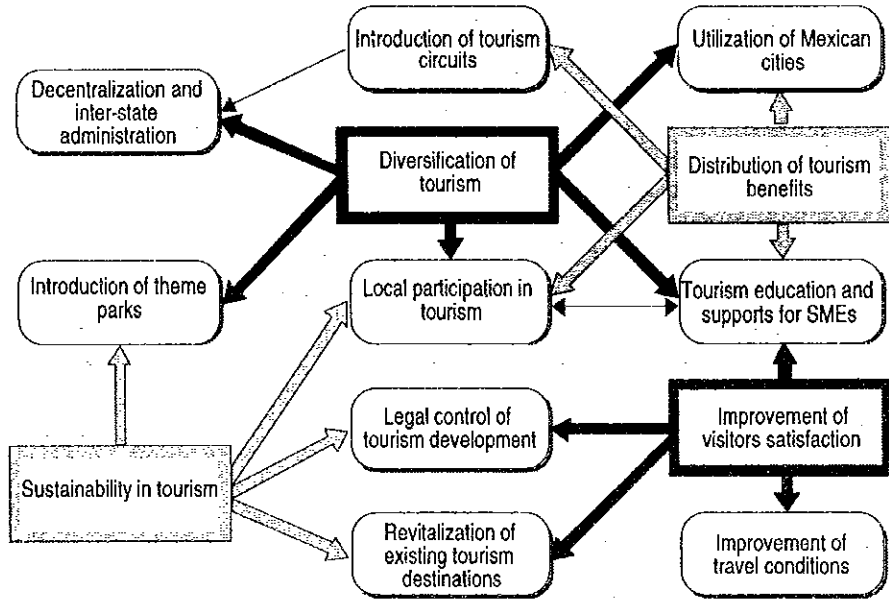 Introduction of tourism
circuits
Utilization of Mexican
cities
Decentralization and
inter-state
administration
Diversification of
tourism
Distribution of tourism
benefits
Introduction of theme
parks
Local participation in
tourism
Tourism education and
supports for SMEs
Legal control of
tourism development
Improvement of
visitors satisfaction
Sustainability in tourism
Revitalization of
existing tourism
destinations
Improvement of
travel conditions